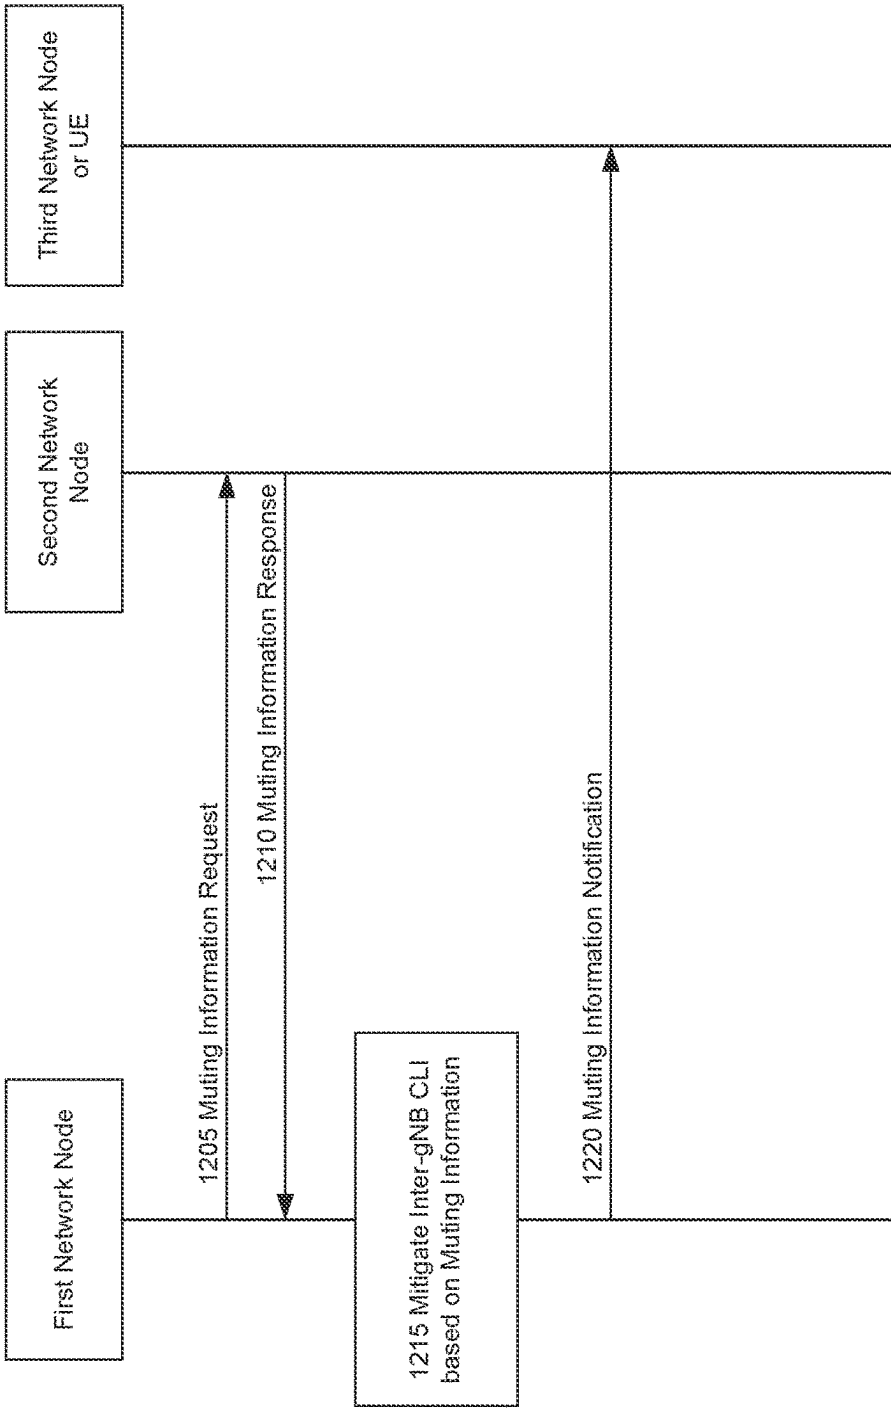 First Network Node
Second Network
Node
Third Network Node
or UE
1205 Muting Information Request
1210 Muting Information Response
1215 Mitigate Inter-gNB CLI
based on Muting Information
1220 Muting Information Notification